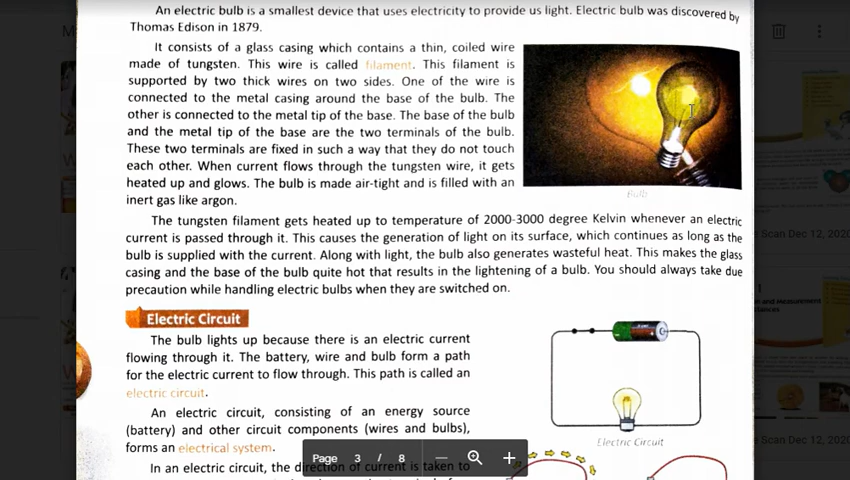 An electric bulb is a smallest device that uses electricity to provide us light. Electric bulb was discovered by
Thomas Edison in 1879.
It consists of a glass casing which contains a thin, coiled wire
made of tungsten. This wire is called filament. This filament is
supported by two thick wires on two sides. One of the wire is
connected to the metal casing around the base of the bulb. The
other is connected to the metal tip of the base. The base of the bulb
and the metal tip of the base are the two terminals of the bulb.
These two terminals are fixed in such a way that they do not touch
each other. When current flows through the tungsten wire, it gets
heated up and glows. The bulb is made air-tight and is filled with an
inert gas like argon.
Bulb
The tungsten filament gets heated up to temperature of 2000-3000 degree Kelvin whenever an electric
current is passed through it. This causes the generation of light on its surface, which continues as long as the
bulb is supplied with the current. Along with light, the bulb also generates wasteful heat. This makes the glass
casing and the base of the bulb quite hot that results in the lightening of a bulb. You should always take due
precaution while handling electric bulbs when they are switched on.
Electric Circuit
The bulb lights up because there is an electric current
flowing through it. The battery, wire and bulb form a path
for the electric current to flow through. This path is called an
electric circuit.
An electric circuit, consisting of an energy source
(battery) and other circuit components (wires and bulbs),
forms an electrical system.
Electric Circuit
In an electric circuit, the direction of current is taken to
Page 3 / 8
Scan Dec 12, 2020
Scan Dec 12, 2020